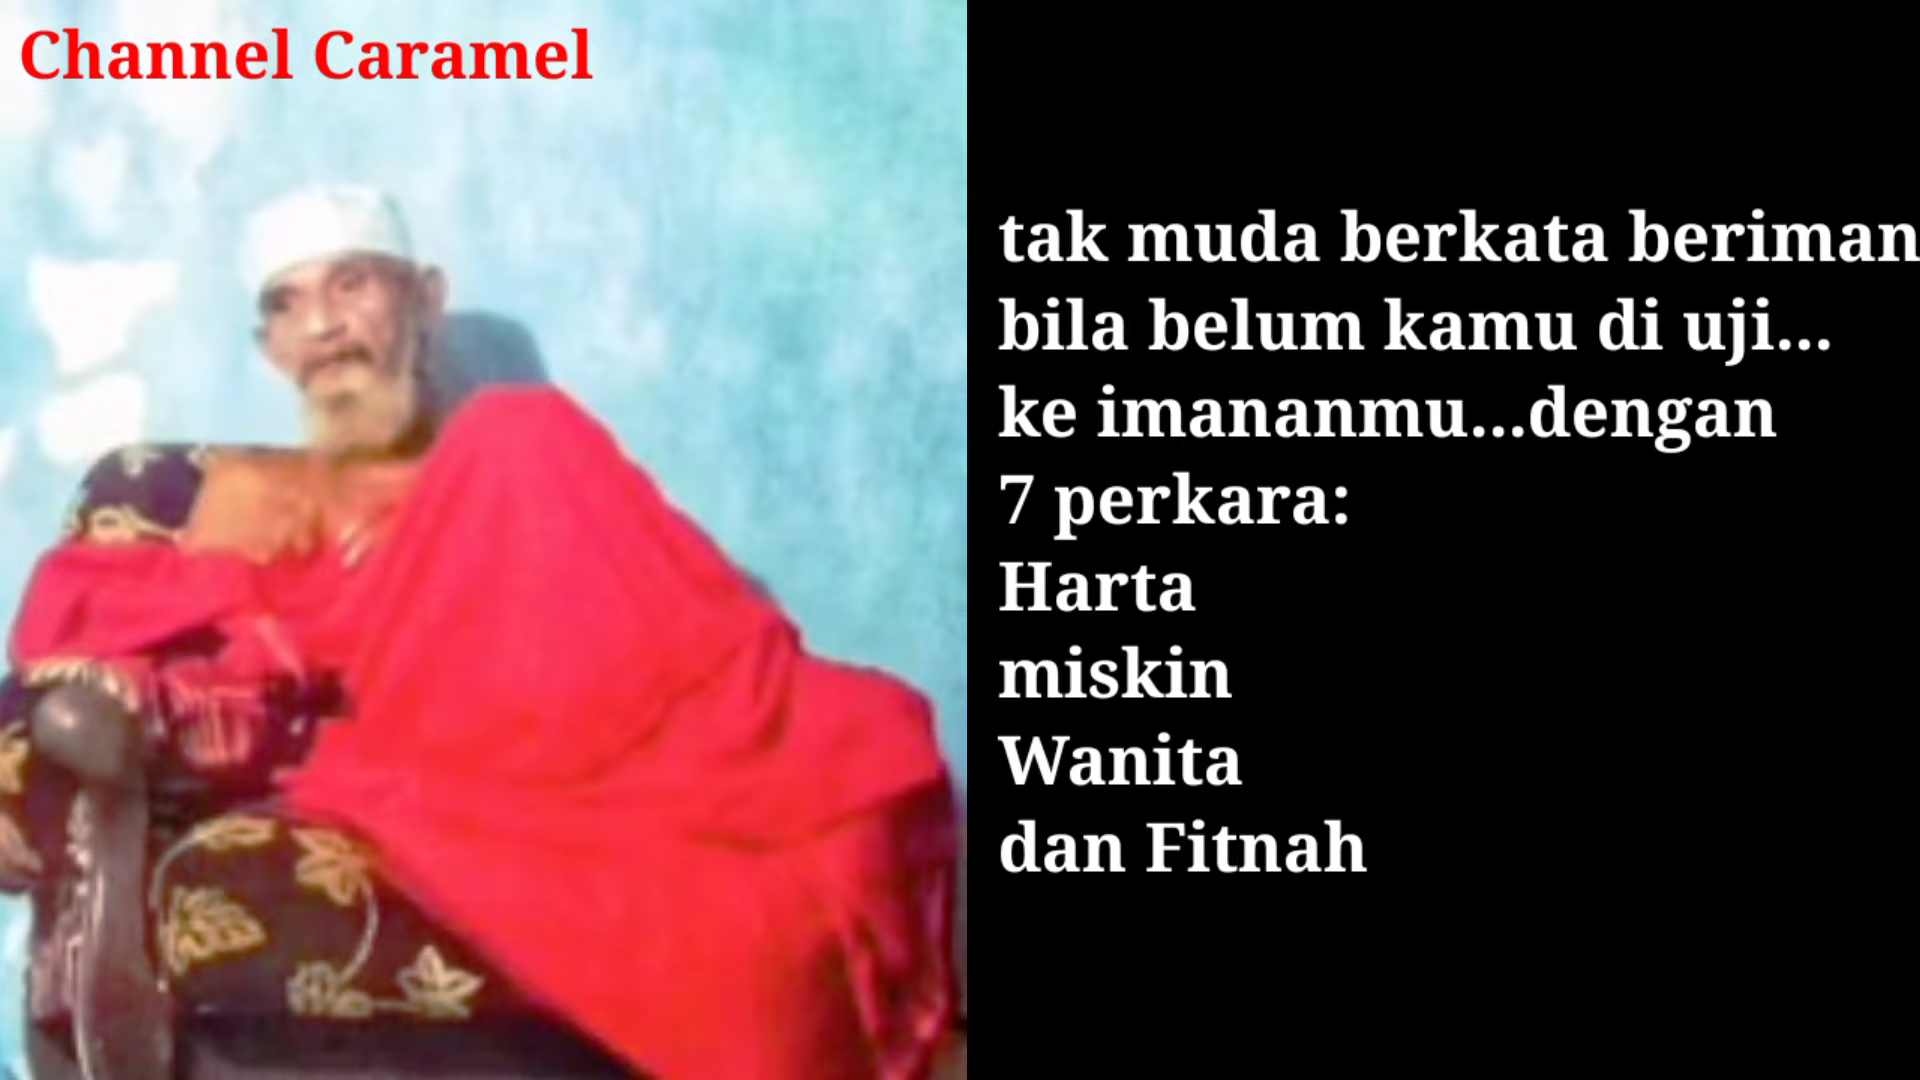 Channel Caramel
tak muda berkata beriman
bila belum kamu di uji...
ke imananmu...dengan
7 perkara:
Harta
miskin
Wanita
dan Fitnah